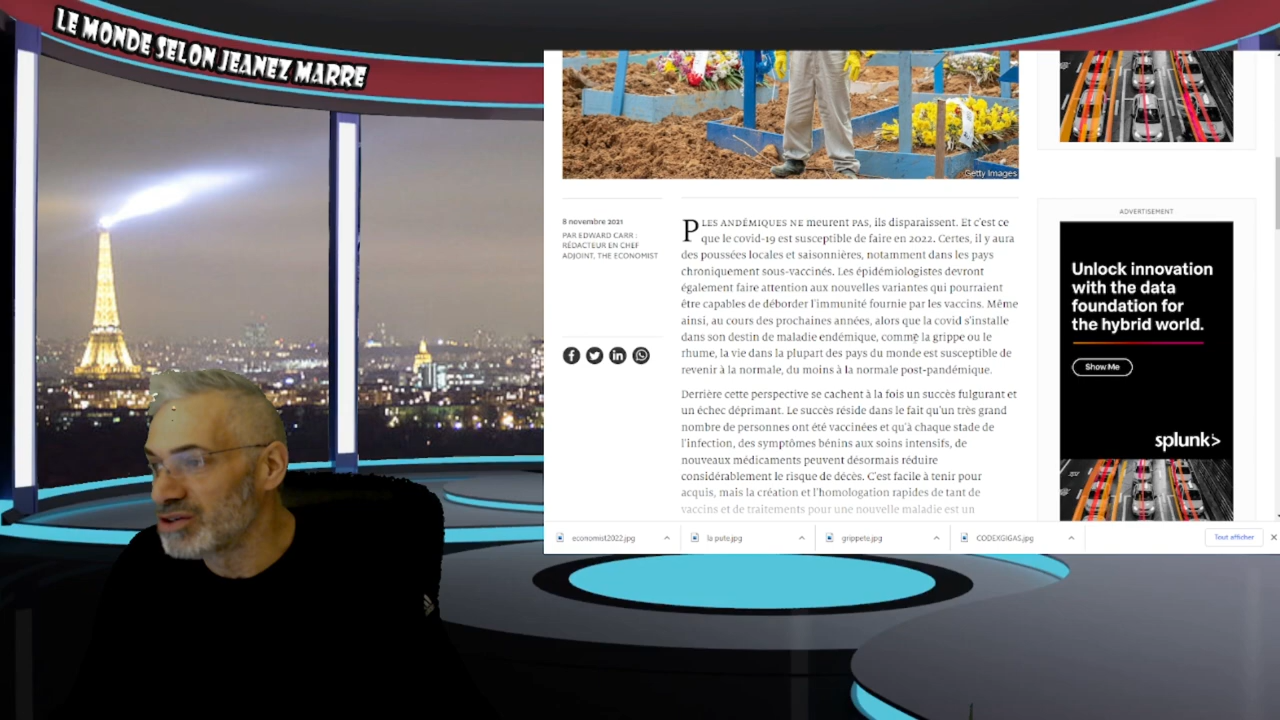 LE MONDE SELON JEANEZ MARRE
Getty Images
8 novembre 2021
PAR EDWARD CARR :
RÉDACTEUR EN CHEF
ADJOINT, THE ECONOMIST
PLES ANDÉMIQUES NE meurent PAS, ils disparaissent. Et c'est ce
que le covid-19 est susceptible de faire en 2022. Certes, il y aura
des poussées locales et saisonnières, notamment dans les pays
chroniquement sous-vaccinés. Les épidémiologistes devront
également faire attention aux nouvelles variantes qui pourraient
être capables de déborder l'immunité fournie par les vaccins. Même
ainsi, au cours des prochaines années, alors que la covid s'installe
dans son destin de maladie endémique, comme la grippe ou le
rhume, la vie dans la plupart des pays du monde est susceptible de
revenir à la normale, du moins à la normale post-pandémique.
Derrière cette perspective se cachent à la fois un succès fulgurant et
un échec déprimant. Le succès réside dans le fait qu'un très grand
nombre de personnes ont été vaccinées et qu'à chaque stade de
l'infection, des symptômes bénins aux soins intensifs, de
nouveaux médicaments peuvent désormais réduire
considérablement le risque de décès. C'est facile à tenir pour
acquis, mais la création et l'homologation rapides de tant de
vaccins et de traitements pour une nouvelle maladie est un
ADVERTISEMENT
Unlock innovation
with the data
foundation for
the hybrid world.
Show Me
splunk>
economist2022.jpg
la pute.jpg
grippete.jpg
CODEXGIGAS.jpg
Tout afficher